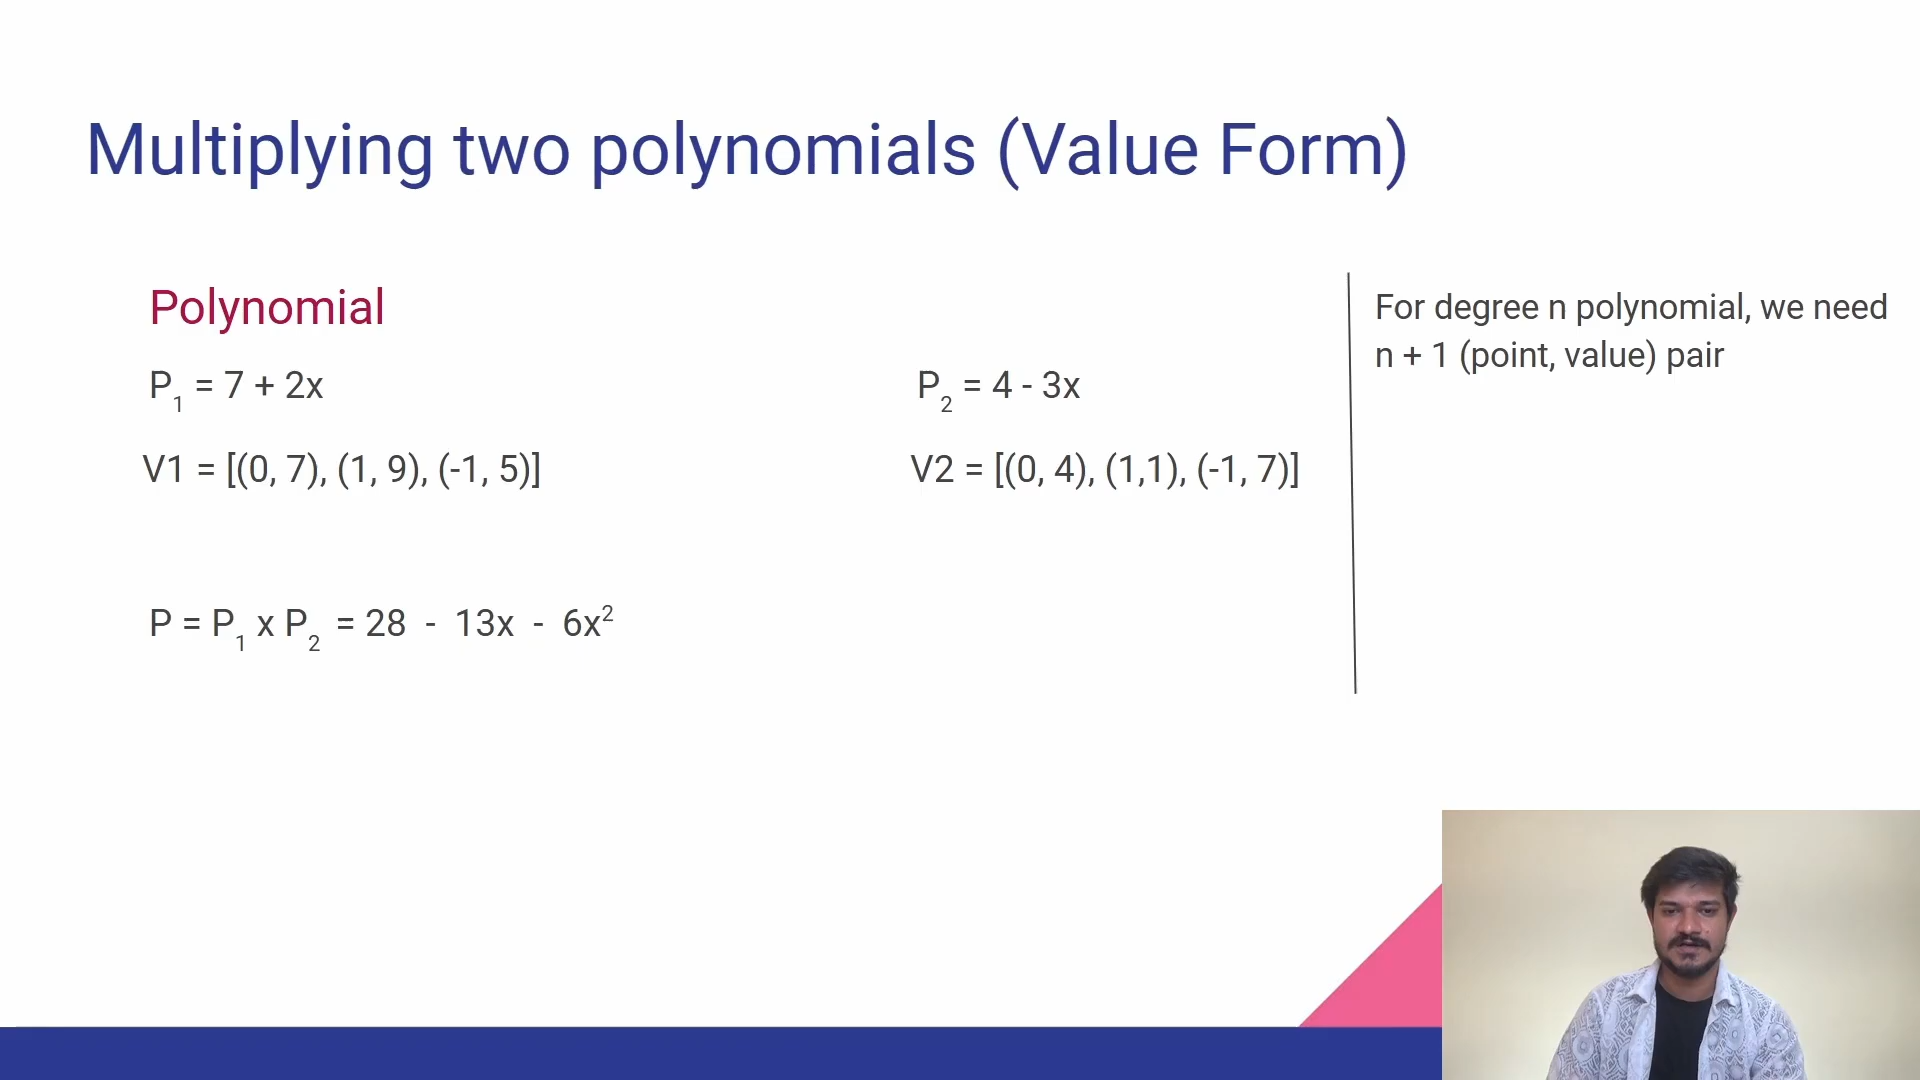 Multiplying two polynomials (Value Form)
Polynomial
P₁ = 7 + 2x
P₂ = 4 - 3x
V1 = [(0, 7), (1, 9), (-1, 5)]
V2 = [(0, 4), (1,1), (-1, 7)]
P = P₁ x P₂ = 28 - 13x - 6x²
For degree n polynomial, we need
n + 1 (point, value) pair